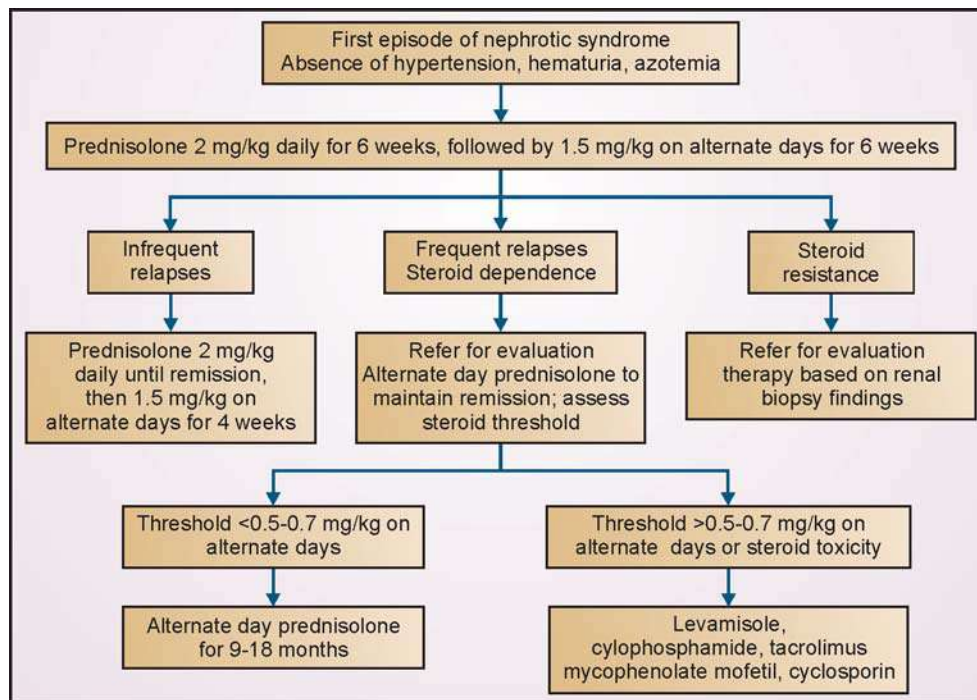 First episode of nephrotic syndrome
Absence of hypertension, hematuria, azotemia
Prednisolone 2 mg/kg daily for 6 weeks, followed by 1.5 mg/kg on alternate days for 6 weeks
Infrequent
relapses
Frequent relapses
Steroid dependence
Steroid
resistance
Prednisolone 2 mg/kg
daily until remission,
then 1.5 mg/kg on
alternate days for 4 weeks
Refer for evaluation
Alternate day prednisolone to
maintain remission; assess
steroid threshold
Refer for evaluation
therapy based on renal
biopsy findings
Threshold <0.5-0.7 mg/kg on
alternate days
Threshold >0.5-0.7 mg/kg on
alternate days or steroid toxicity
Alternate day prednisolone
for 9-18 months
Levamisole,
cylophosphamide, tacrolimus
mycophenolate mofetil, cyclosporin